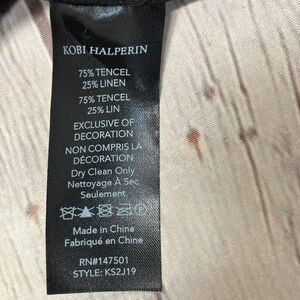 KOBI HALPERIN
75% TENCEL
25% LINEN
75% TENCEL
25% LIN
EXCLUSIVE OF
DECORATION
NON COMPRIS LA
DÉCORATION
Dry Clean Only
Nettoyage À Sec
Seulement
Made in China
Fabriqué en Chine
RN#147501
STYLE: KS2J19